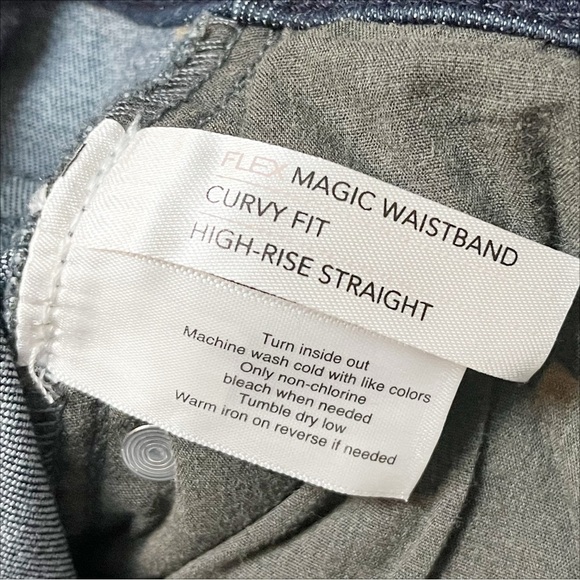 FLEX MAGIC WAISTBAND
CURVY FIT
HIGH-RISE STRAIGHT
Turn inside out
Machine wash cold with like colors
Only non-chlorine
bleach when needed
Tumble dry low
Warm iron on reverse if needed